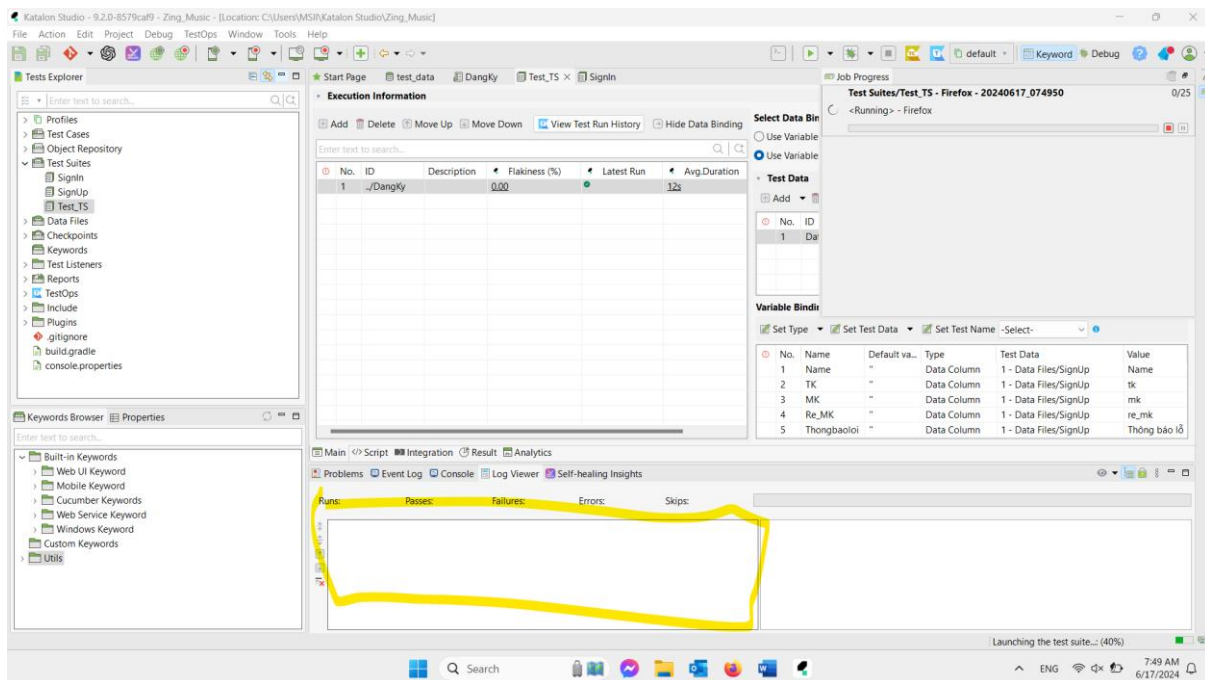 Katalon Studio - 9.2.0-8579caf9 - Zing_Music - [Location: C:\Users\MSII\Katalon Studio\Zing_Music]
File Action Edit Project Debug TestOps Window Tools Help
default Keyword Debug
Tests Explorer
Enter text to search...
Profiles
Test Cases
Object Repository
Test Suites
SignIn
SignUp
Test_TS
Data Files
Checkpoints
Keywords
Test Listeners
Reports
TestOps
Include
Plugins
.gitignore
build.gradle
console.properties
Keywords Browser Properties
Enter text to search...
Built-in Keywords
Web UI Keyword
Mobile Keyword
Cucumber Keywords
Web Service Keyword
Windows Keyword
Custom Keywords
Utils
Start Page test_data DangKy Test_TS SignIn
Execution Information
Add Delete Move Up Move Down View Test Run History Hide Data Binding
Enter text to search...
No. ID Description Flakiness (%) Latest Run Avg.Duration
1 ../DangKy 0.00 12s
Select Data Bin
Use Variable
Use Variable
Test Data
Add
No. ID
1 Da
Variable Bindi
Set Type Set Test Data Set Test Name -Select-
No. Name Default va... Type Test Data Value
1 Name '' Data Column 1 - Data Files/SignUp Name
2 TK '' Data Column 1 - Data Files/SignUp tk
3 MK '' Data Column 1 - Data Files/SignUp mk
4 Re_MK '' Data Column 1 - Data Files/SignUp re_mk
5 Thongbaoloi '' Data Column 1 - Data Files/SignUp Thông báo lỗ
Job Progress
Test Suites/Test_TS - Firefox - 20240617_074950 0/25
<Running> - Firefox
Main Script Integration Result Analytics
Problems Event Log Console Log Viewer Self-healing Insights
Runs: Passes: Failures: Errors: Skips:
Launching the test suite...: (40%)
Search
ENG 7:49 AM
6/17/2024